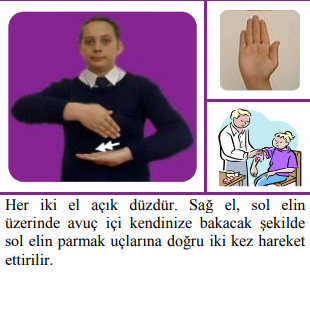 Her iki el açık düzdür. Sağ el, sol elin
üzerinde avuç içi kendinize bakacak şekilde
sol elin parmak uçlarına doğru iki kez hareket
ettirilir.